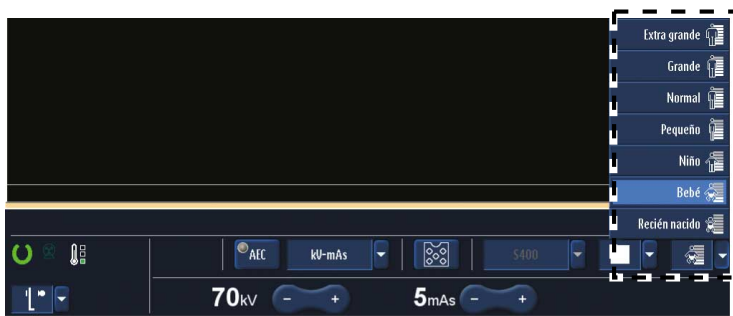 Extra grande
Grande
Normal
Pequeño
Niño
Bebé
Recién nacido
AEC kV-mAs S400
70kV - + 5mAs - +